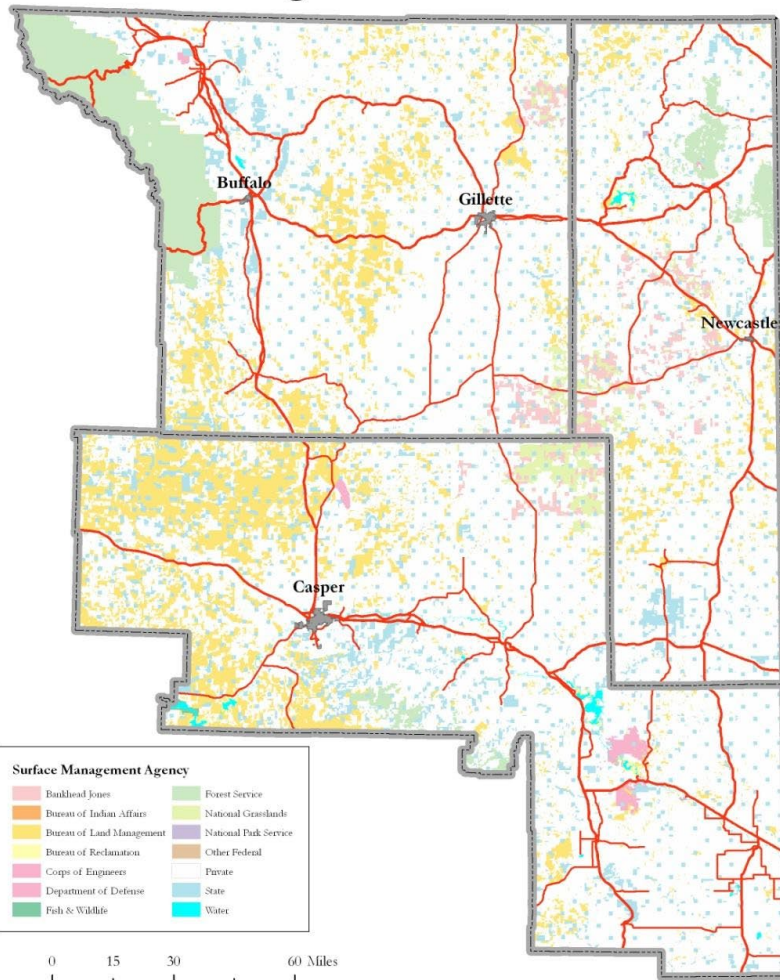 Buffalo
Gillette
Newcastle
Casper
Surface Management Agency
Bankhead Jones
Bureau of Indian Affairs
Bureau of Land Management
Bureau of Reclamation
Corps of Engineers
Department of Defense
Fish & Wildlife
Forest Service
National Grasslands
National Park Service
Other Federal
Private
State
Water
0 15 30 60 Miles